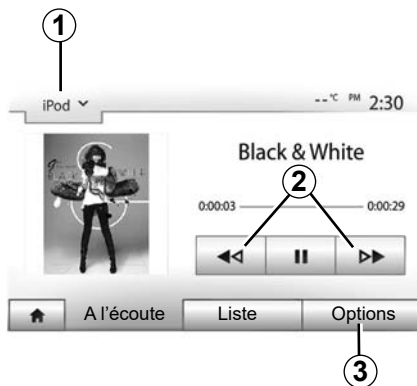 1
iPod
--°C PM 2:30
Black & White
2
0:00:03 0:00:29
A l'écoute Liste Options
3